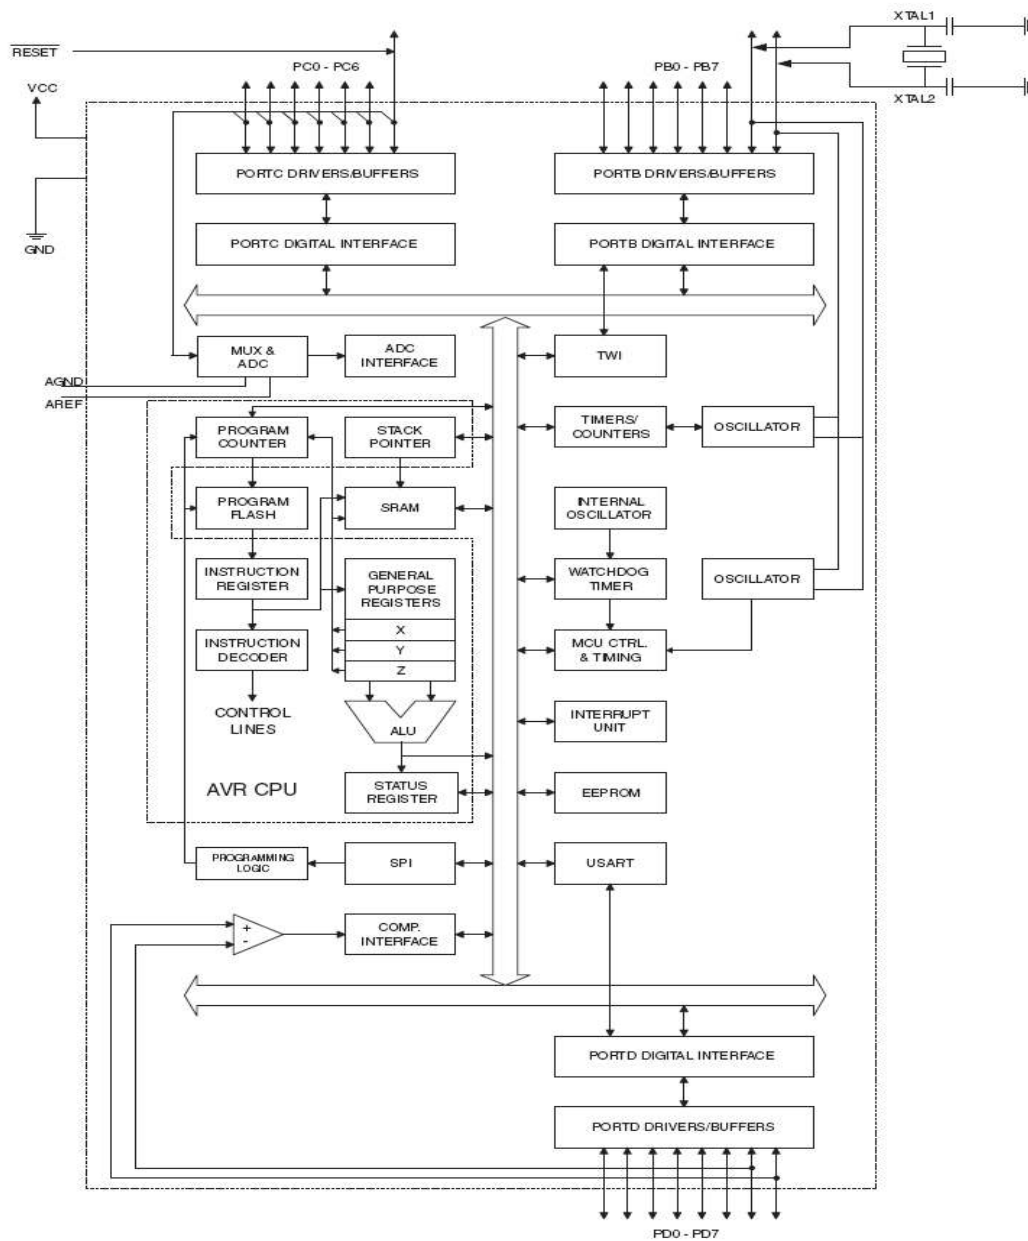 XTAL1
RESET
PC0 - PC6
PB0 - PB7
VCC
XTAL2
PORTC DRIVERS/BUFFERS
PORTB DRIVERS/BUFFERS
PORTC DIGITAL INTERFACE
PORTB DIGITAL INTERFACE
GND
MUX &
ADC
ADC
INTERFACE
TWI
AGND
AREF
PROGRAM
COUNTER
STACK
POINTER
TIMERS/
COUNTERS
OSCILLATOR
PROGRAM
FLASH
SRAM
INTERNAL
OSCILLATOR
INSTRUCTION
REGISTER
GENERAL
PURPOSE
REGISTERS
WATCHDOG
TIMER
OSCILLATOR
X
Y
Z
INSTRUCTION
DECODER
MCU CTRL.
& TIMING
CONTROL
LINES
ALU
INTERRUPT
UNIT
AVR CPU
STATUS
REGISTER
EEPROM
PROGRAMMING
LOGIC
SPI
USART
+
-
COMP.
INTERFACE
PORTD DIGITAL INTERFACE
PORTD DRIVERS/BUFFERS
PD0 - PD7